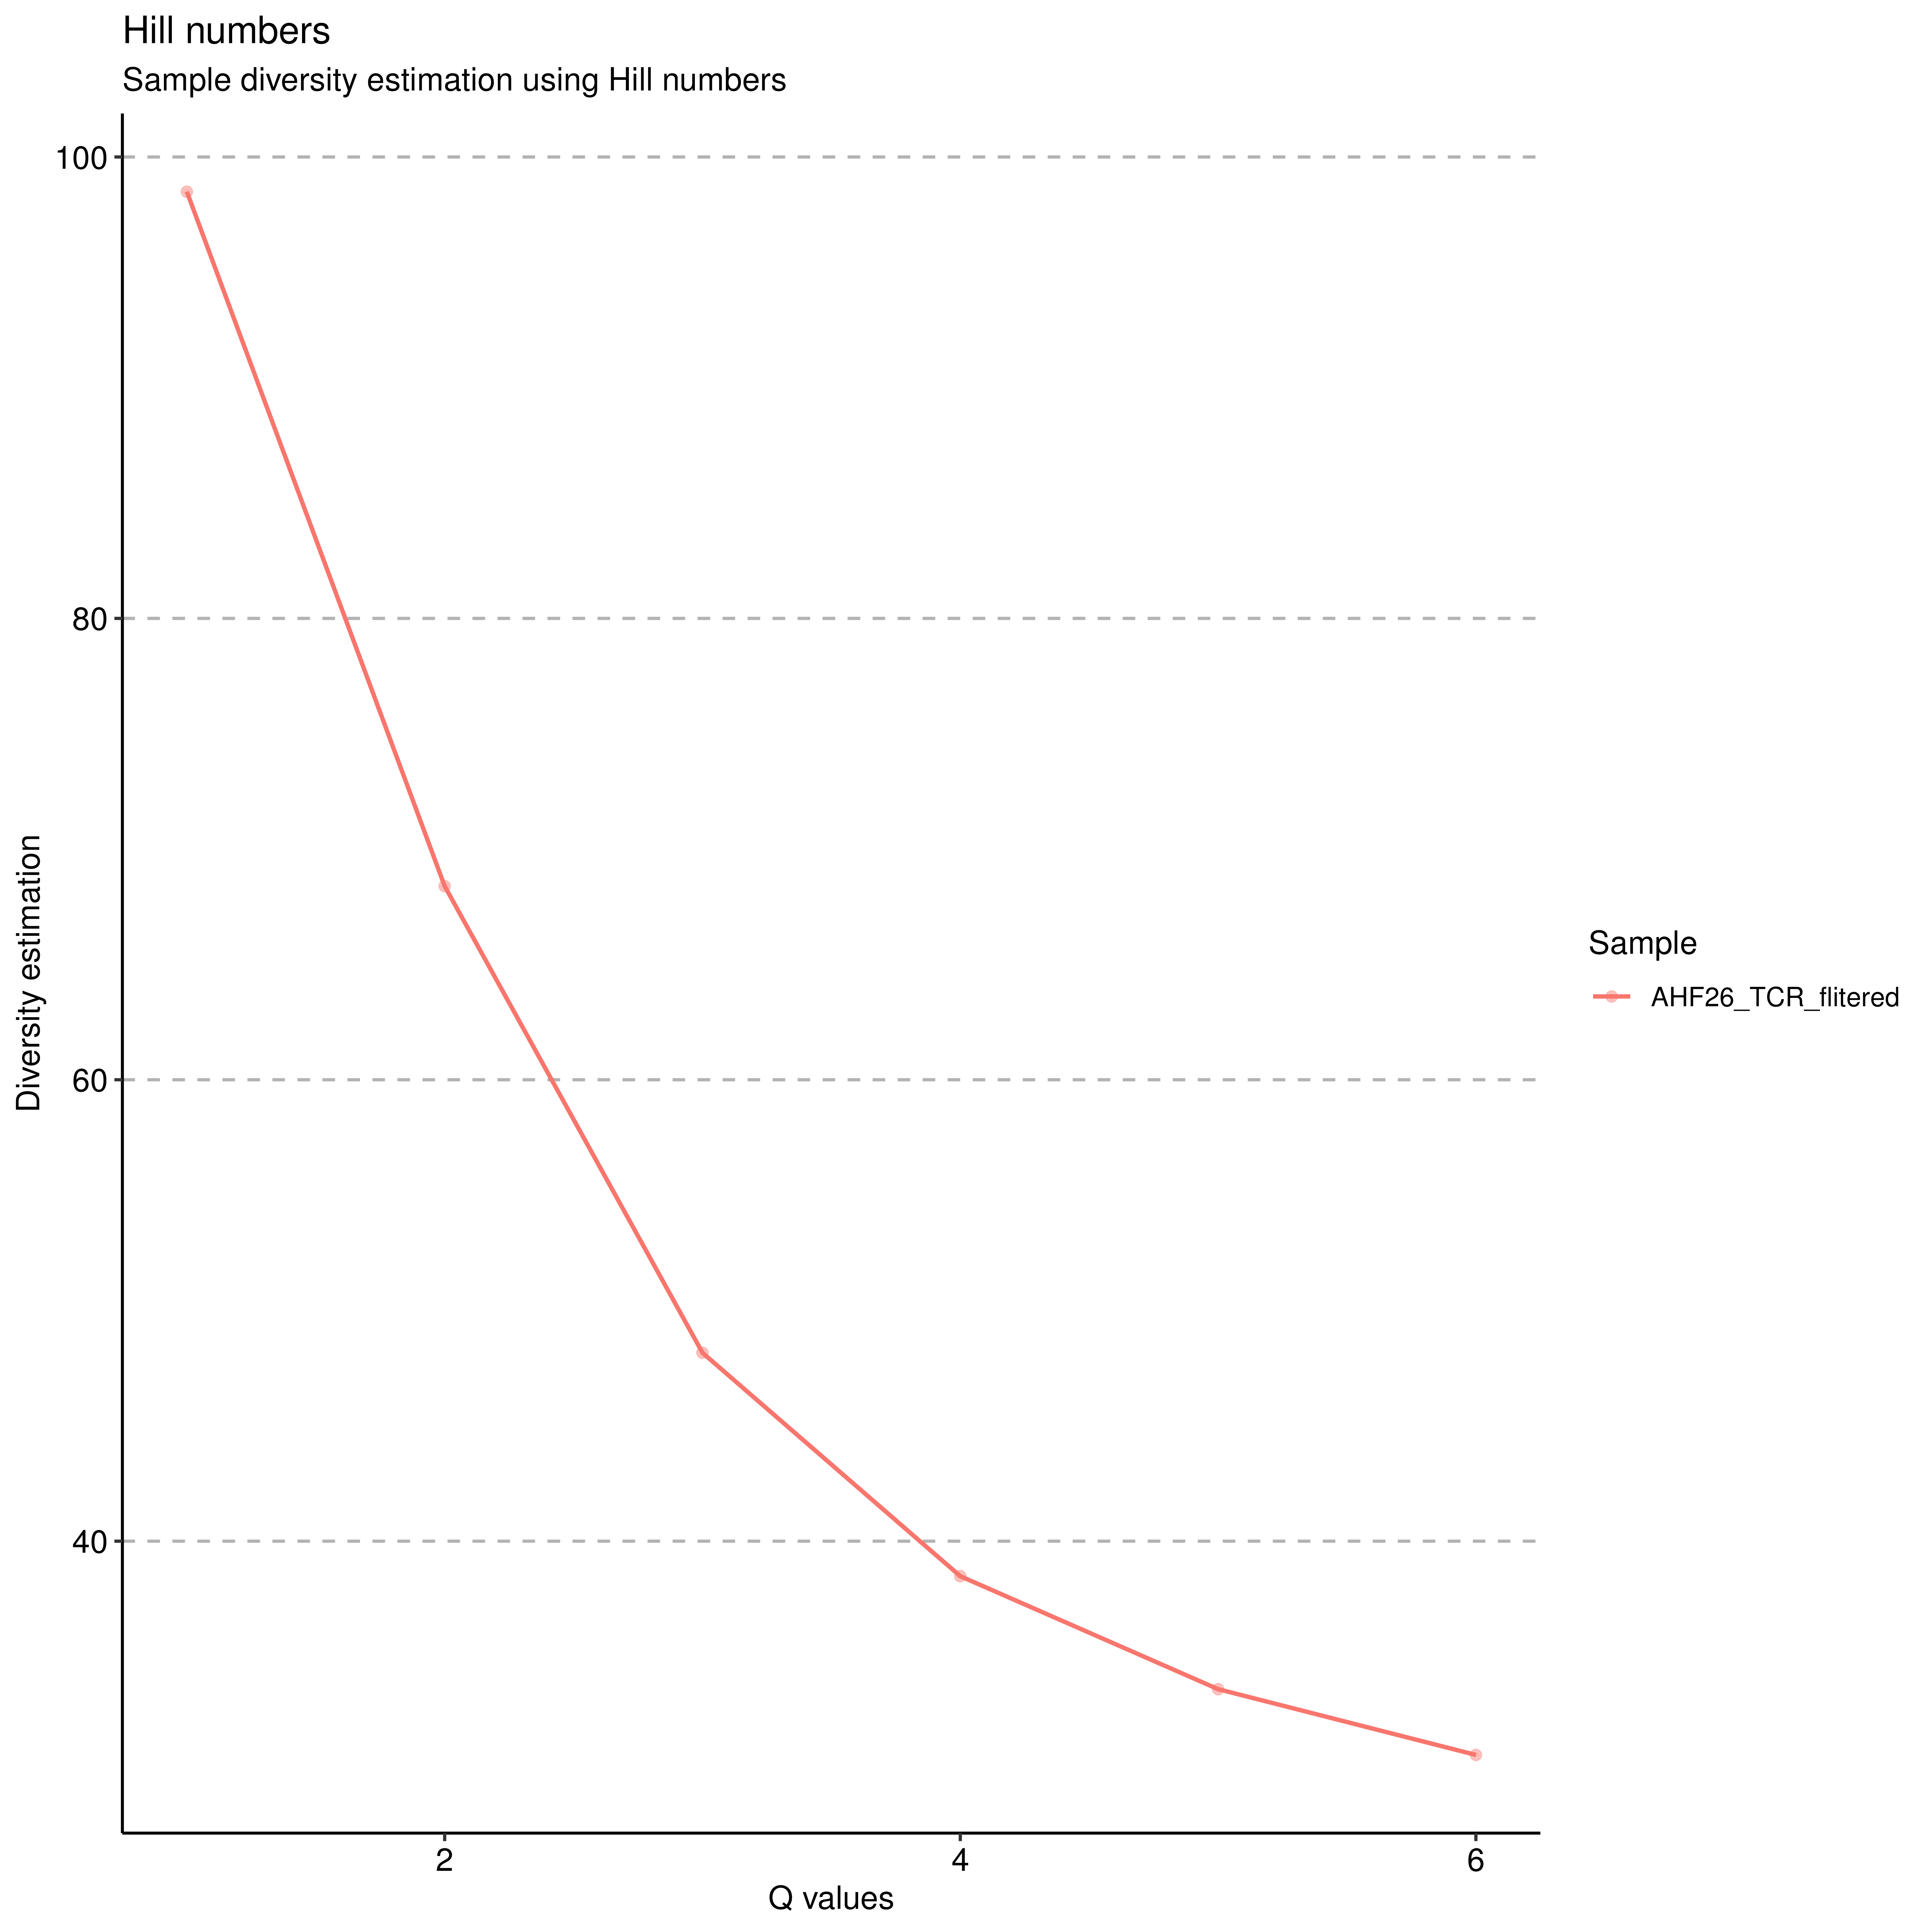 Hill numbers
Sample diversity estimation using Hill numbers
100
80
60
40
Diversity estimation
2
4
6
Q values
Sample
AHF26_TCR_flitered